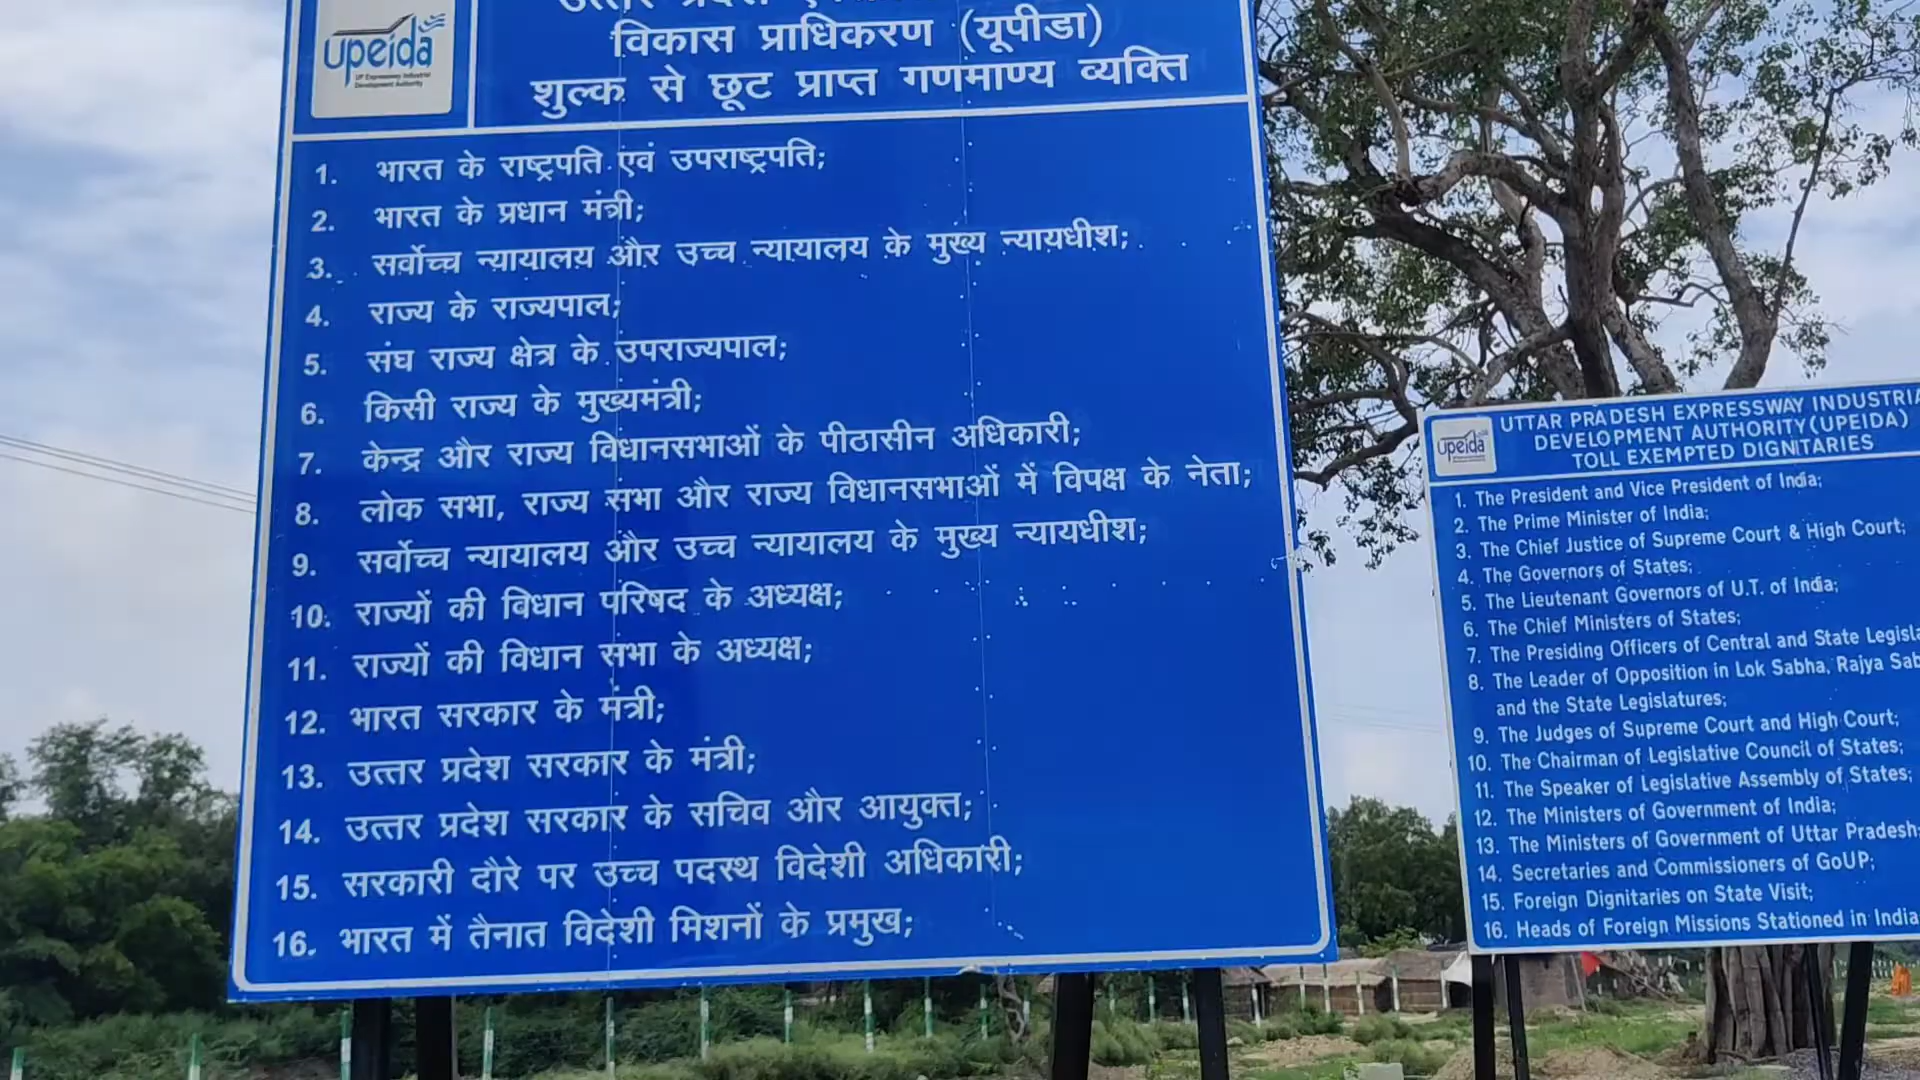 upeida
UP Expressway Industrial
Development Authority
उत्तर प्रदेश
विकास प्राधिकरण (यूपीडा)
शुल्क से छूट प्राप्त गणमाण्य व्यक्ति
1. भारत के राष्ट्रपति एवं उपराष्ट्रपति;
2. भारत के प्रधान मंत्री;
3. सर्वोच्च न्यायालय और उच्च न्यायालय के मुख्य न्यायधीश;
4. राज्य के राज्यपाल;
5. संघ राज्य क्षेत्र के उपराज्यपाल;
6. किसी राज्य के मुख्यमंत्री;
7. केन्द्र और राज्य विधानसभाओं के पीठासीन अधिकारी;
8. लोक सभा, राज्य सभा और राज्य विधानसभाओं में विपक्ष के नेता;
9. सर्वोच्च न्यायालय और उच्च न्यायालय के मुख्य न्यायधीश;
10. राज्यों की विधान परिषद के अध्यक्ष;
11. राज्यों की विधान सभा के अध्यक्ष;
12. भारत सरकार के मंत्री;
13. उत्तर प्रदेश सरकार के मंत्री;
14. उत्तर प्रदेश सरकार के सचिव और आयुक्त;
15. सरकारी दौरे पर उच्च पदस्थ विदेशी अधिकारी;
16. भारत में तैनात विदेशी मिशनों के प्रमुख;
upeida
UTTAR PRADESH EXPRESSWAY INDUSTRIA
DEVELOPMENT AUTHORITY(UPEIDA)
TOLL EXEMPTED DIGNITARIES
1. The President and Vice President of India;
2. The Prime Minister of India;
3. The Chief Justice of Supreme Court & High Court;
4. The Governors of States;
5. The Lieutenant Governors of U.T. of India;
6. The Chief Ministers of States;
7. The Presiding Officers of Central and State Legisla
8. The Leader of Opposition in Lok Sabha, Rajya Sab
and the State Legislatures;
9. The Judges of Supreme Court and High Court;
10. The Chairman of Legislative Council of States;
11. The Speaker of Legislative Assembly of States;
12. The Ministers of Government of India;
13. The Ministers of Government of Uttar Pradesh;
14. Secretaries and Commissioners of GoUP;
15. Foreign Dignitaries on State Visit;
16. Heads of Foreign Missions Stationed in India